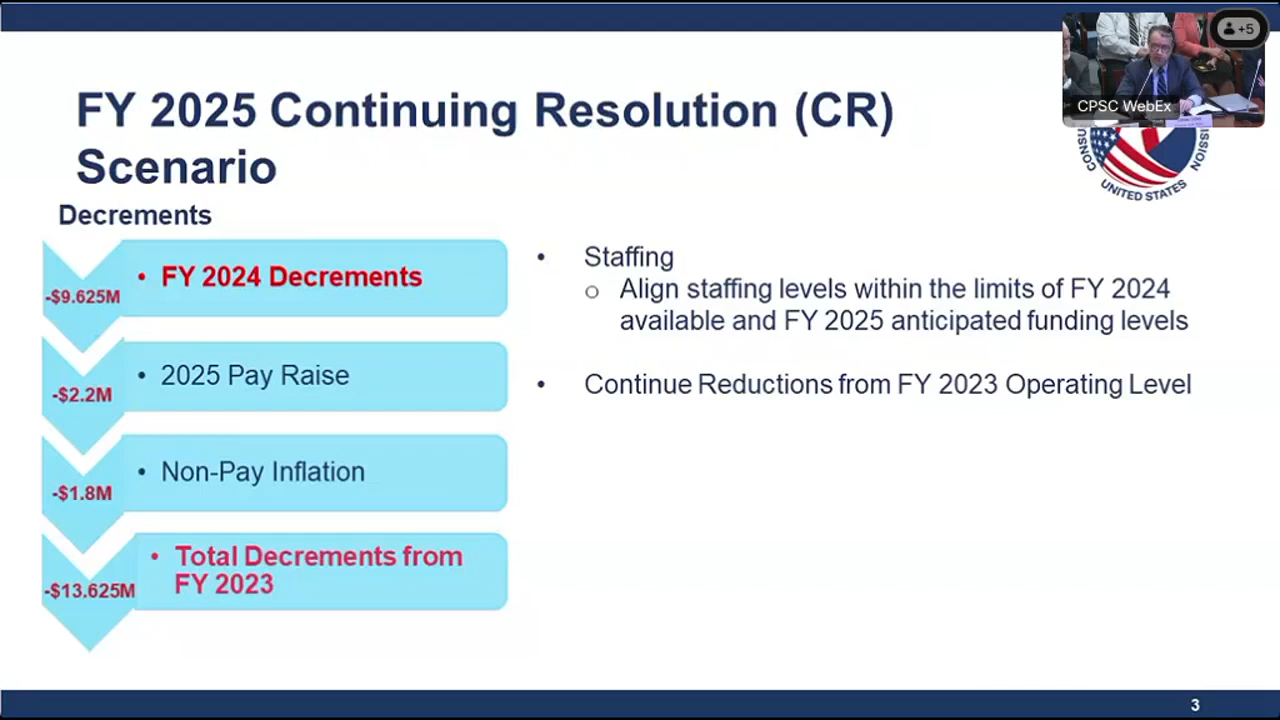 +5
CPSC WebEx
FY 2025 Continuing Resolution (CR)
Scenario
UNITED STATES
Decrements
-$9.625M
• FY 2024 Decrements
-$2.2M
• 2025 Pay Raise
-$1.8M
• Non-Pay Inflation
-$13.625M
• Total Decrements from
FY 2023
• Staffing
o Align staffing levels within the limits of FY 2024
available and FY 2025 anticipated funding levels
• Continue Reductions from FY 2023 Operating Level
3